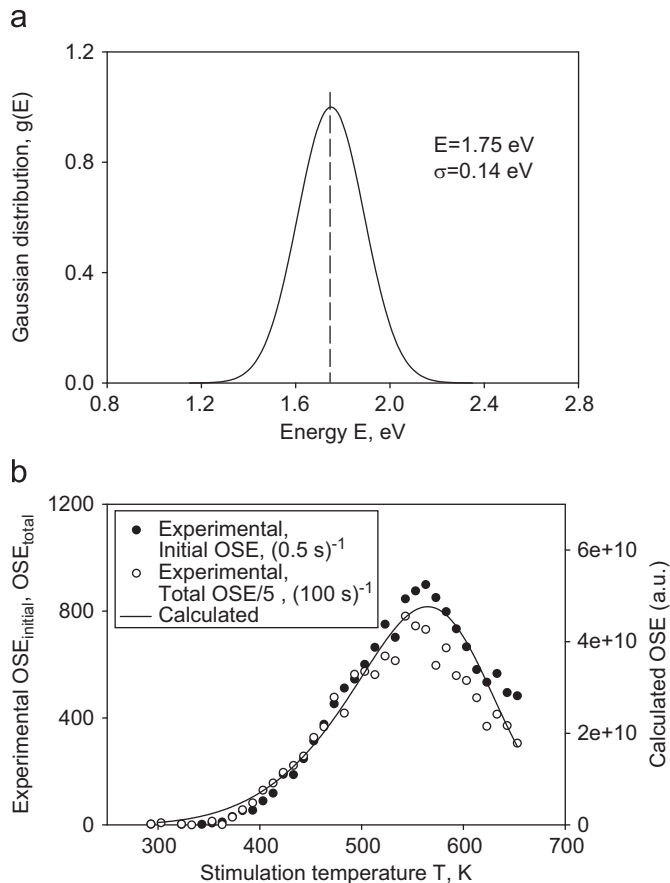 a
1.2
0.8
0.4
0.0
Gaussian distribution, g(E)
E=1.75 eV
σ=0.14 eV
0.8 1.2 1.6 2.0 2.4 2.8
Energy E, eV
b
1200
800
400
0
Experimental OSE_initial, OSE_total
Experimental,
Initial OSE, (0.5 s)⁻¹
Experimental,
Total OSE/5 , (100 s)⁻¹
Calculated
6e+10
4e+10
2e+10
0
Calculated OSE (a.u.)
300 400 500 600 700
Stimulation temperature T, K